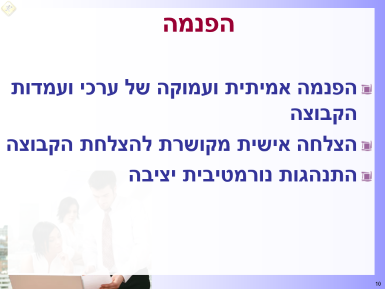 הפנמה
הפנמה אמיתית ועמוקה של ערכי ועמדות
הקבוצה
הצלחה אישית מקושרת להצלחת הקבוצה
התנהגות נורמטיבית יציבה
10